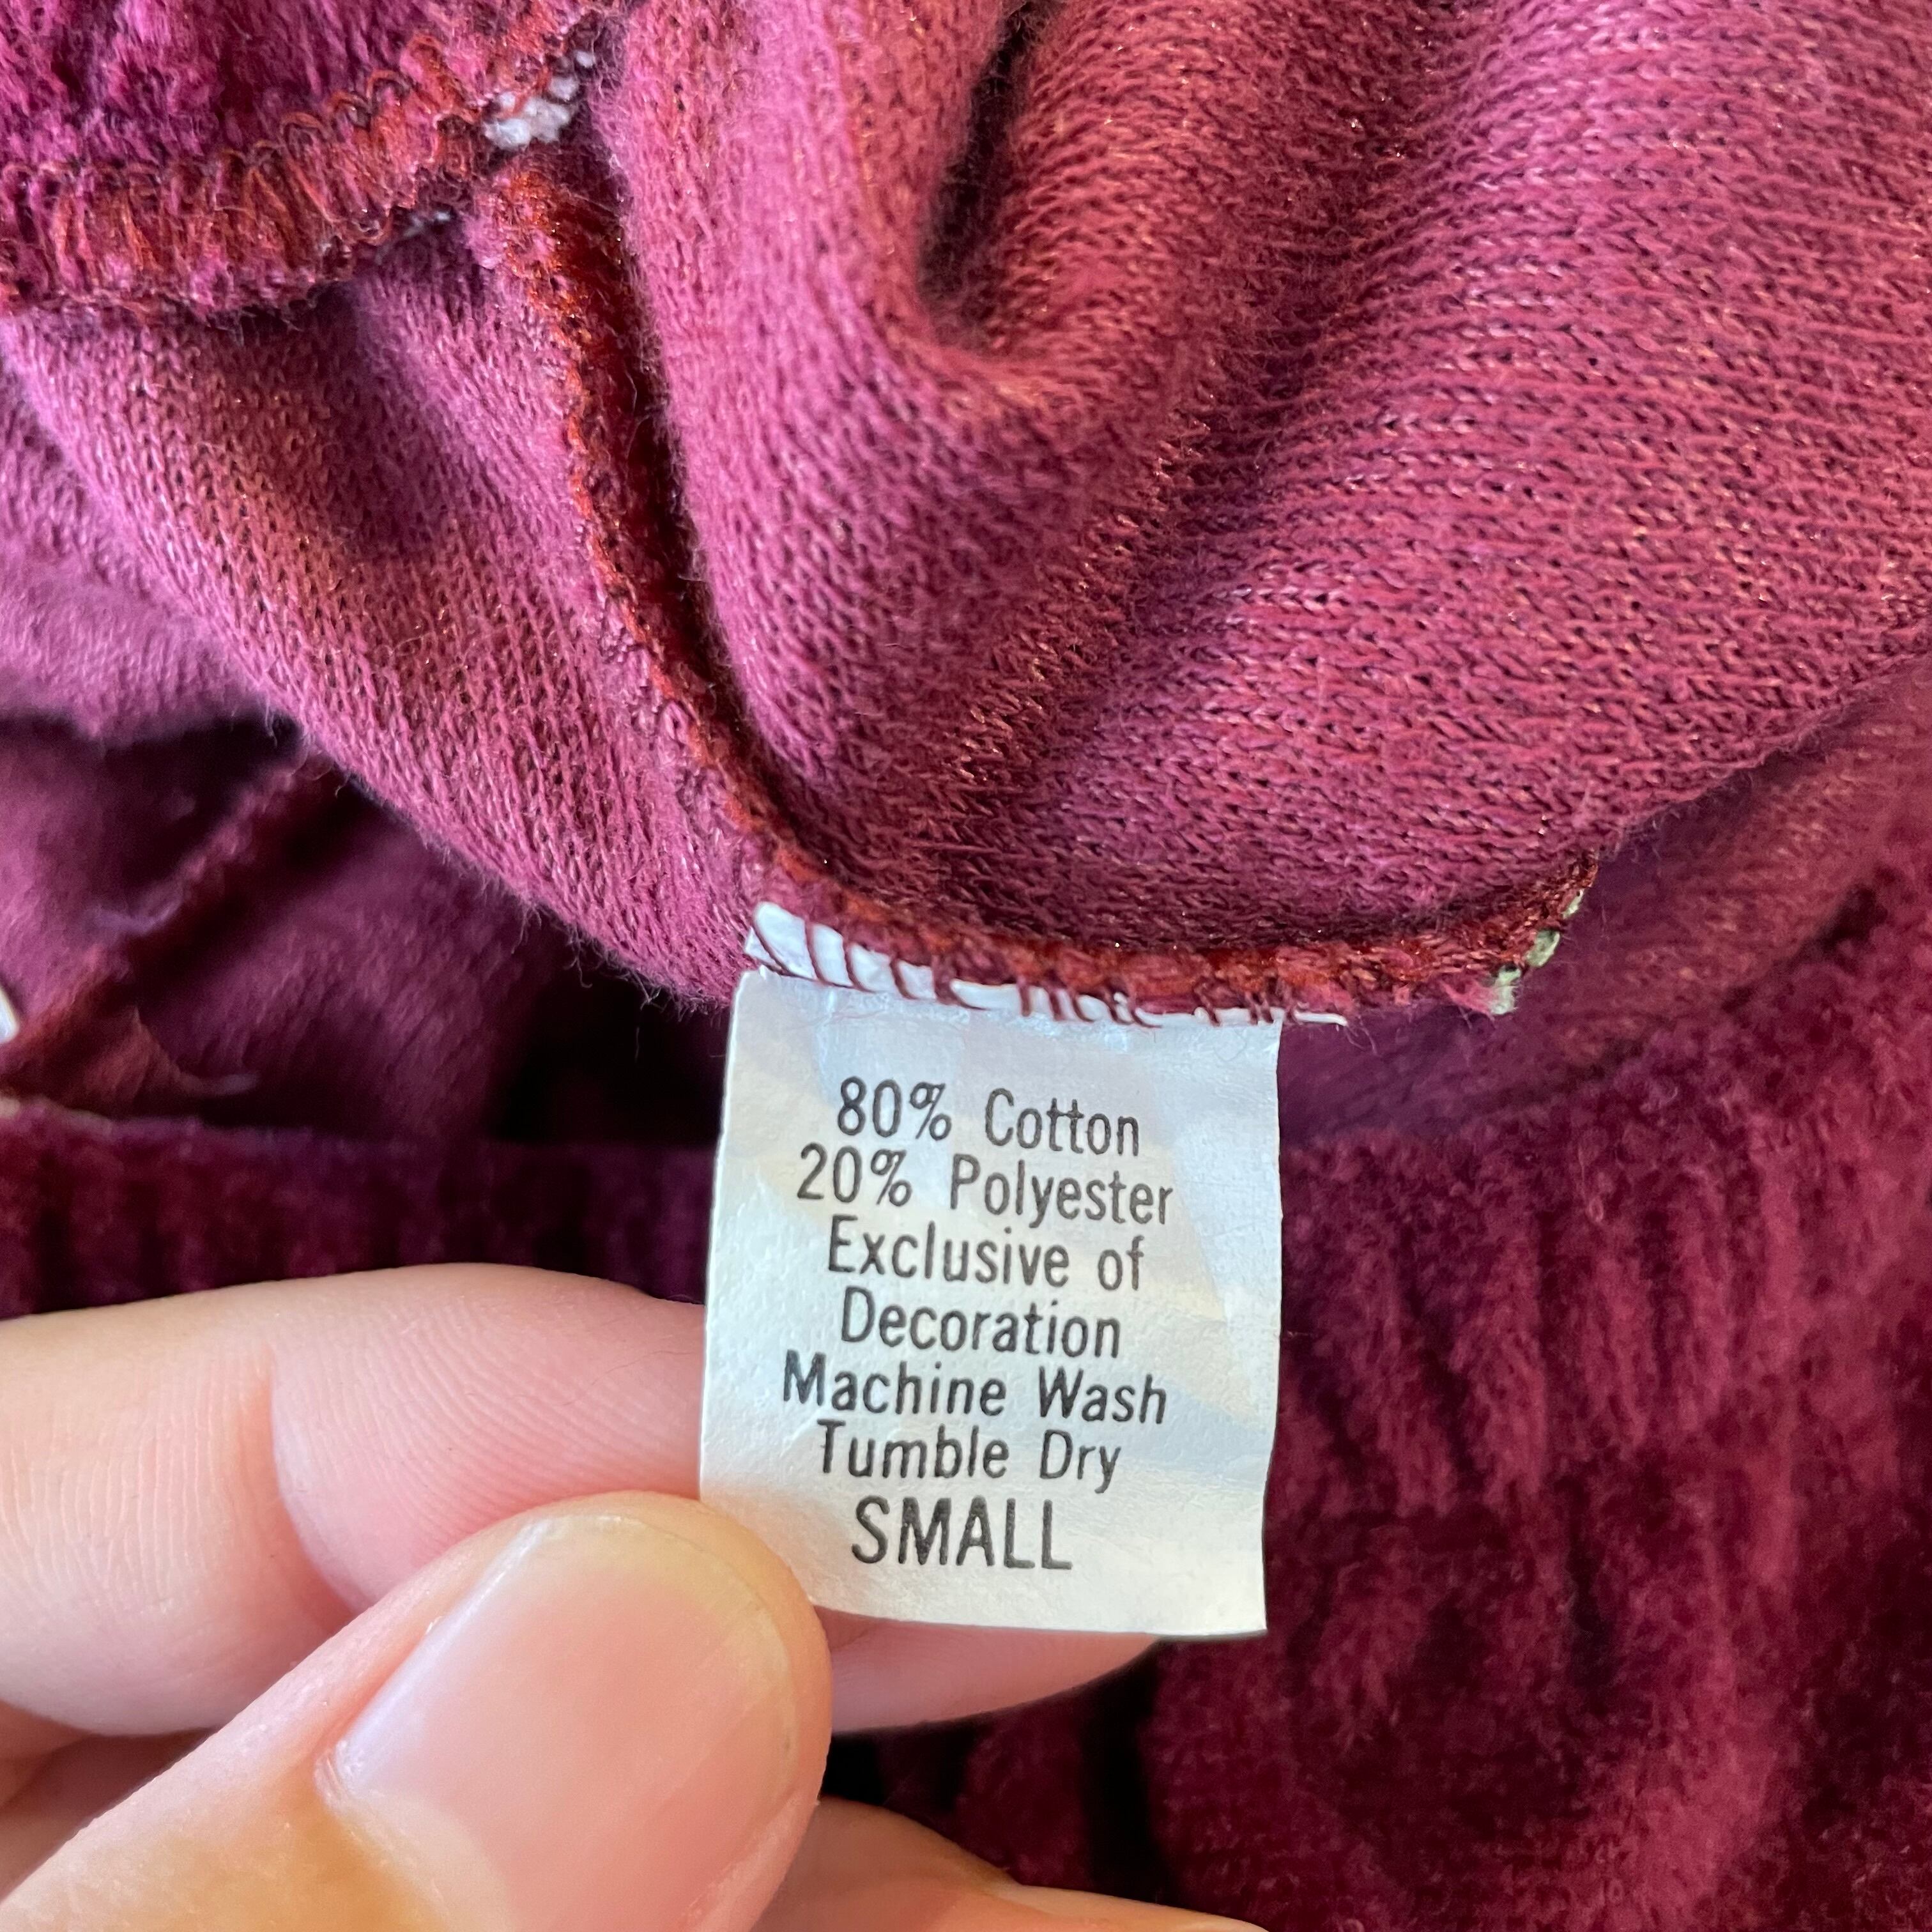 80% Cotton
20% Polyester
Exclusive of
Decoration
Machine Wash
Tumble Dry
SMALL